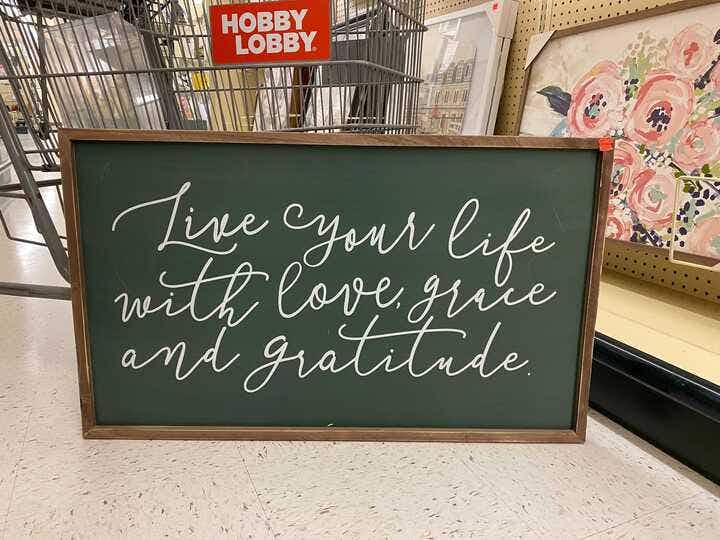 HOBBY
LOBBY
Live your life
with love, grace
and gratitude.